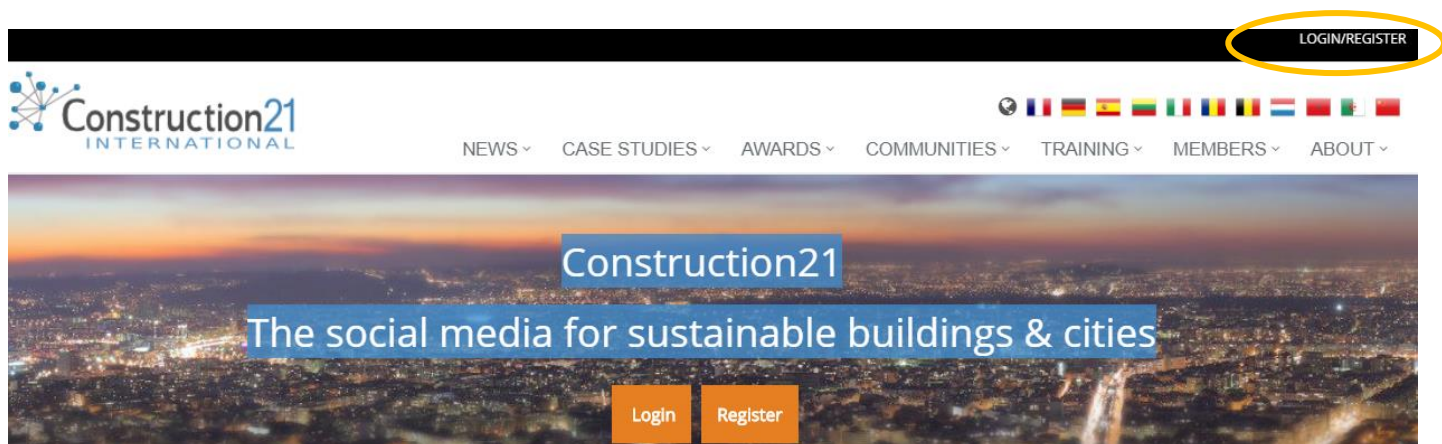 LOGIN/REGISTER
Construction21
INTERNATIONAL
NEWS CASE STUDIES AWARDS COMMUNITIES TRAINING MEMBERS ABOUT
Construction21
The social media for sustainable buildings & cities
Login Register